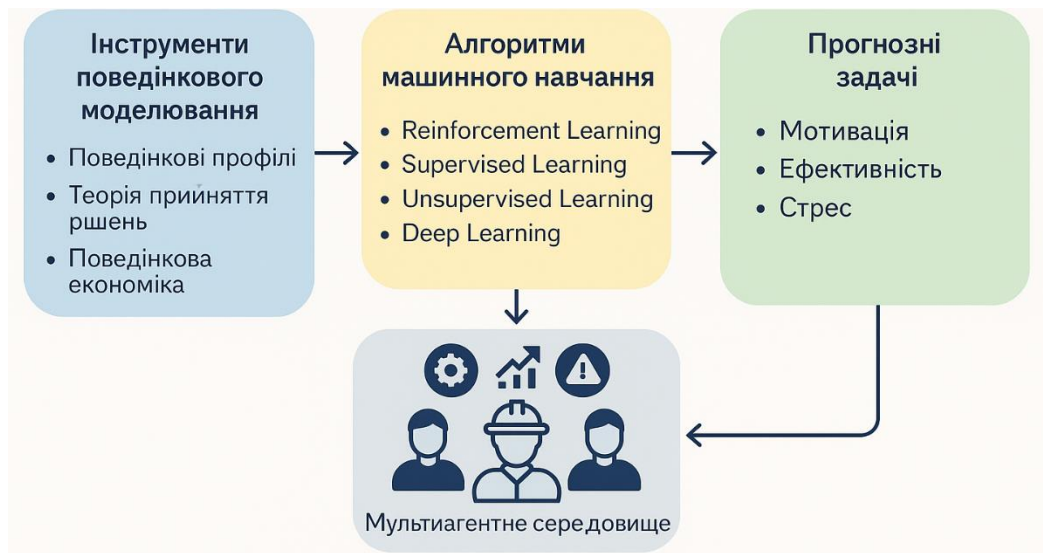 Інструменти
поведінкового
моделювання
• Поведінкові профілі
• Теорія прийняття
ршень
• Поведінкова
економіка
Алгоритми
машинного навчання
• Reinforcement Learning
• Supervised Learning
• Unsupervised Learning
• Deep Learning
Прогнозні
задачі
• Мотивація
• Ефективність
• Стрес
Мультиагентне середовище